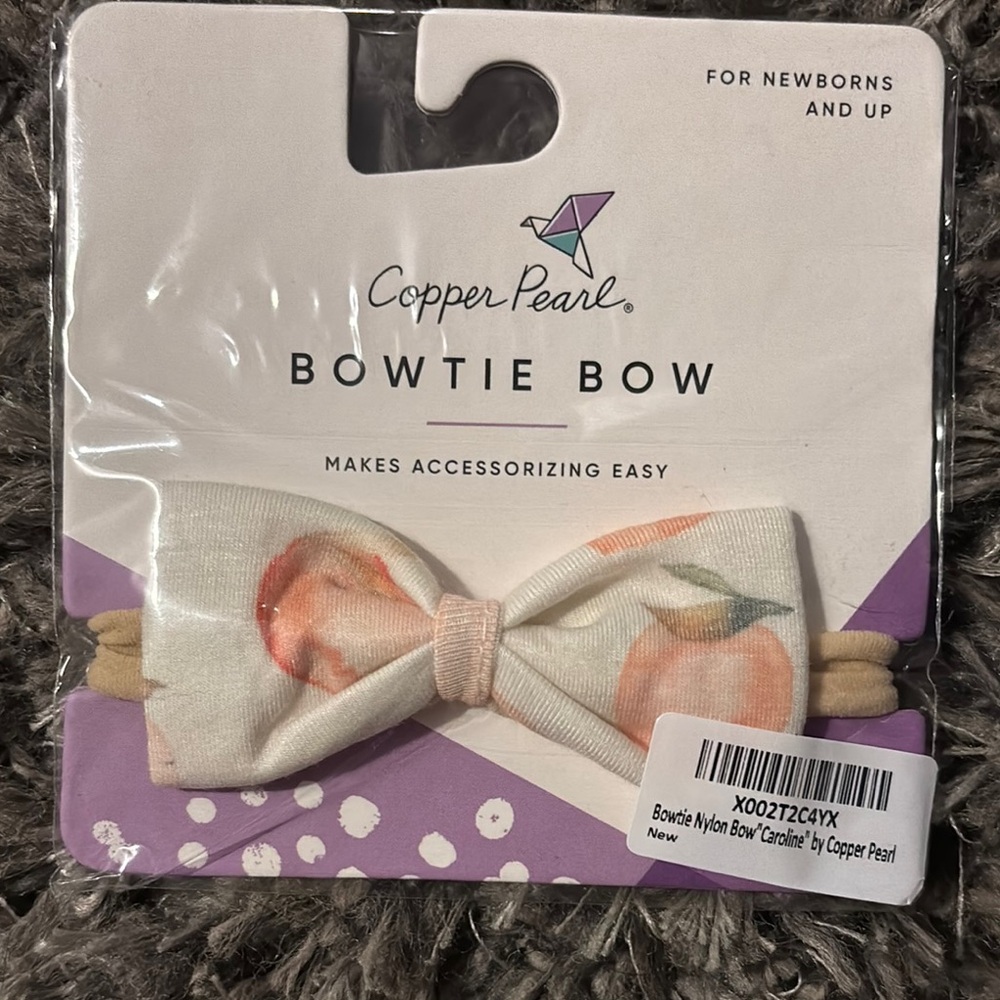 FOR NEWBORNS
AND UP
Copper Pearl®
BOWTIE BOW
MAKES ACCESSORIZING EASY
X002T2C4YX
Bowtie Nylon Bow"Caroline" by Copper Pearl
New